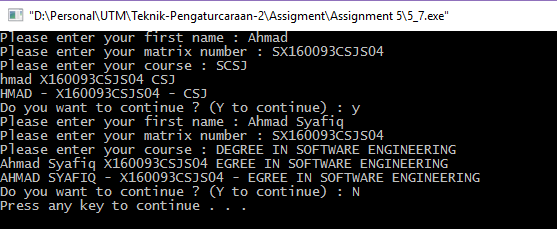 "D:\Personal\UTM\Teknik-Pengaturcaraan-2\Assigment\Assignment 5\5_7.exe"
Please enter your first name : Ahmad
Please enter your matrix number : SX160093CSJS04
Please enter your course : SCSJ
hmad X160093CSJS04 CSJ
HMAD - X160093CSJS04 - CSJ
Do you want to continue ? (Y to continue) : y
Please enter your first name : Ahmad Syafiq
Please enter your matrix number : SX160093CSJS04
Please enter your course : DEGREE IN SOFTWARE ENGINEERING
Ahmad Syafiq X160093CSJS04 EGREE IN SOFTWARE ENGINEERING
AHMAD SYAFIQ - X160093CSJS04 - EGREE IN SOFTWARE ENGINEERING
Do you want to continue ? (Y to continue) : N
Press any key to continue . . .